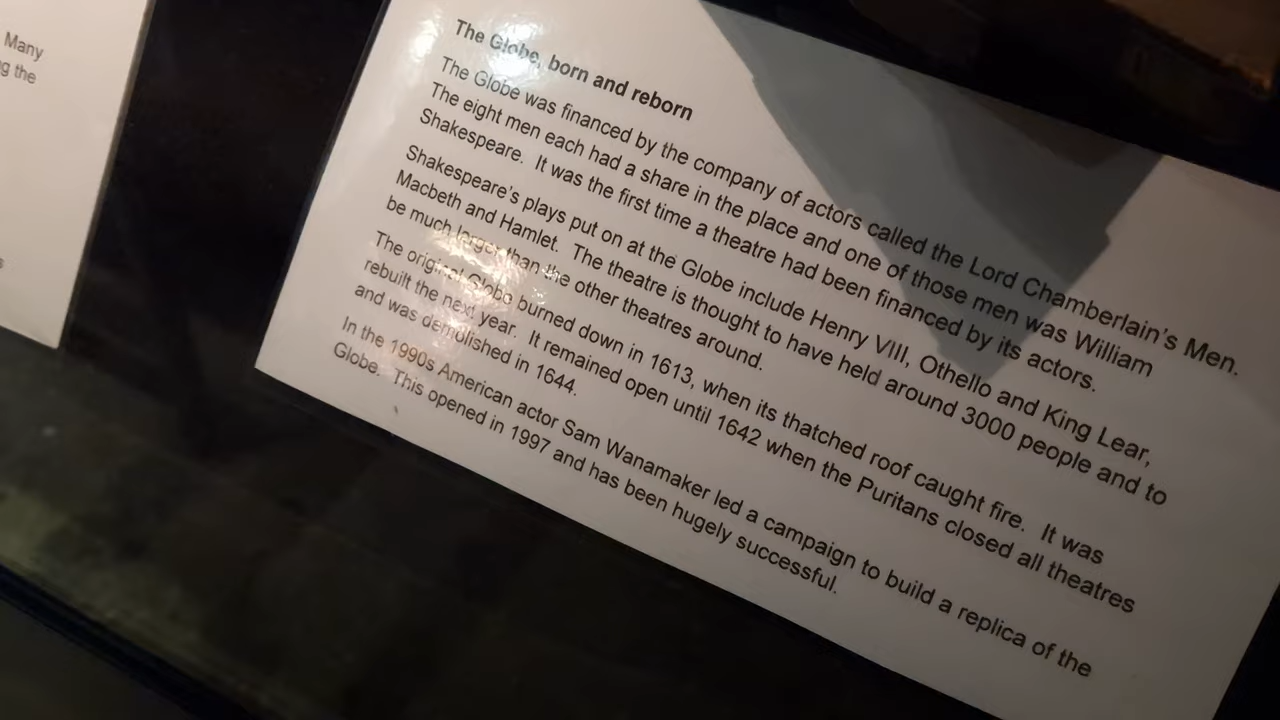 Many
g the
s
The Globe, born and reborn
The Globe was financed by the company of actors called the Lord Chamberlain's Men.
The eight men each had a share in the place and one of those men was William
Shakespeare. It was the first time a theatre had been financed by its actors.
Shakespeare's plays put on at the Globe include Henry VIII, Othello and King Lear,
Macbeth and Hamlet. The theatre is thought to have held around 3000 people and to
be much larger than the other theatres around.
The original Globe burned down in 1613, when its thatched roof caught fire. It was
rebuilt the next year. It remained open until 1642 when the Puritans closed all theatres
and was demolished in 1644.
In the 1990s American actor Sam Wanamaker led a campaign to build a replica of the
Globe. This opened in 1997 and has been hugely successful.